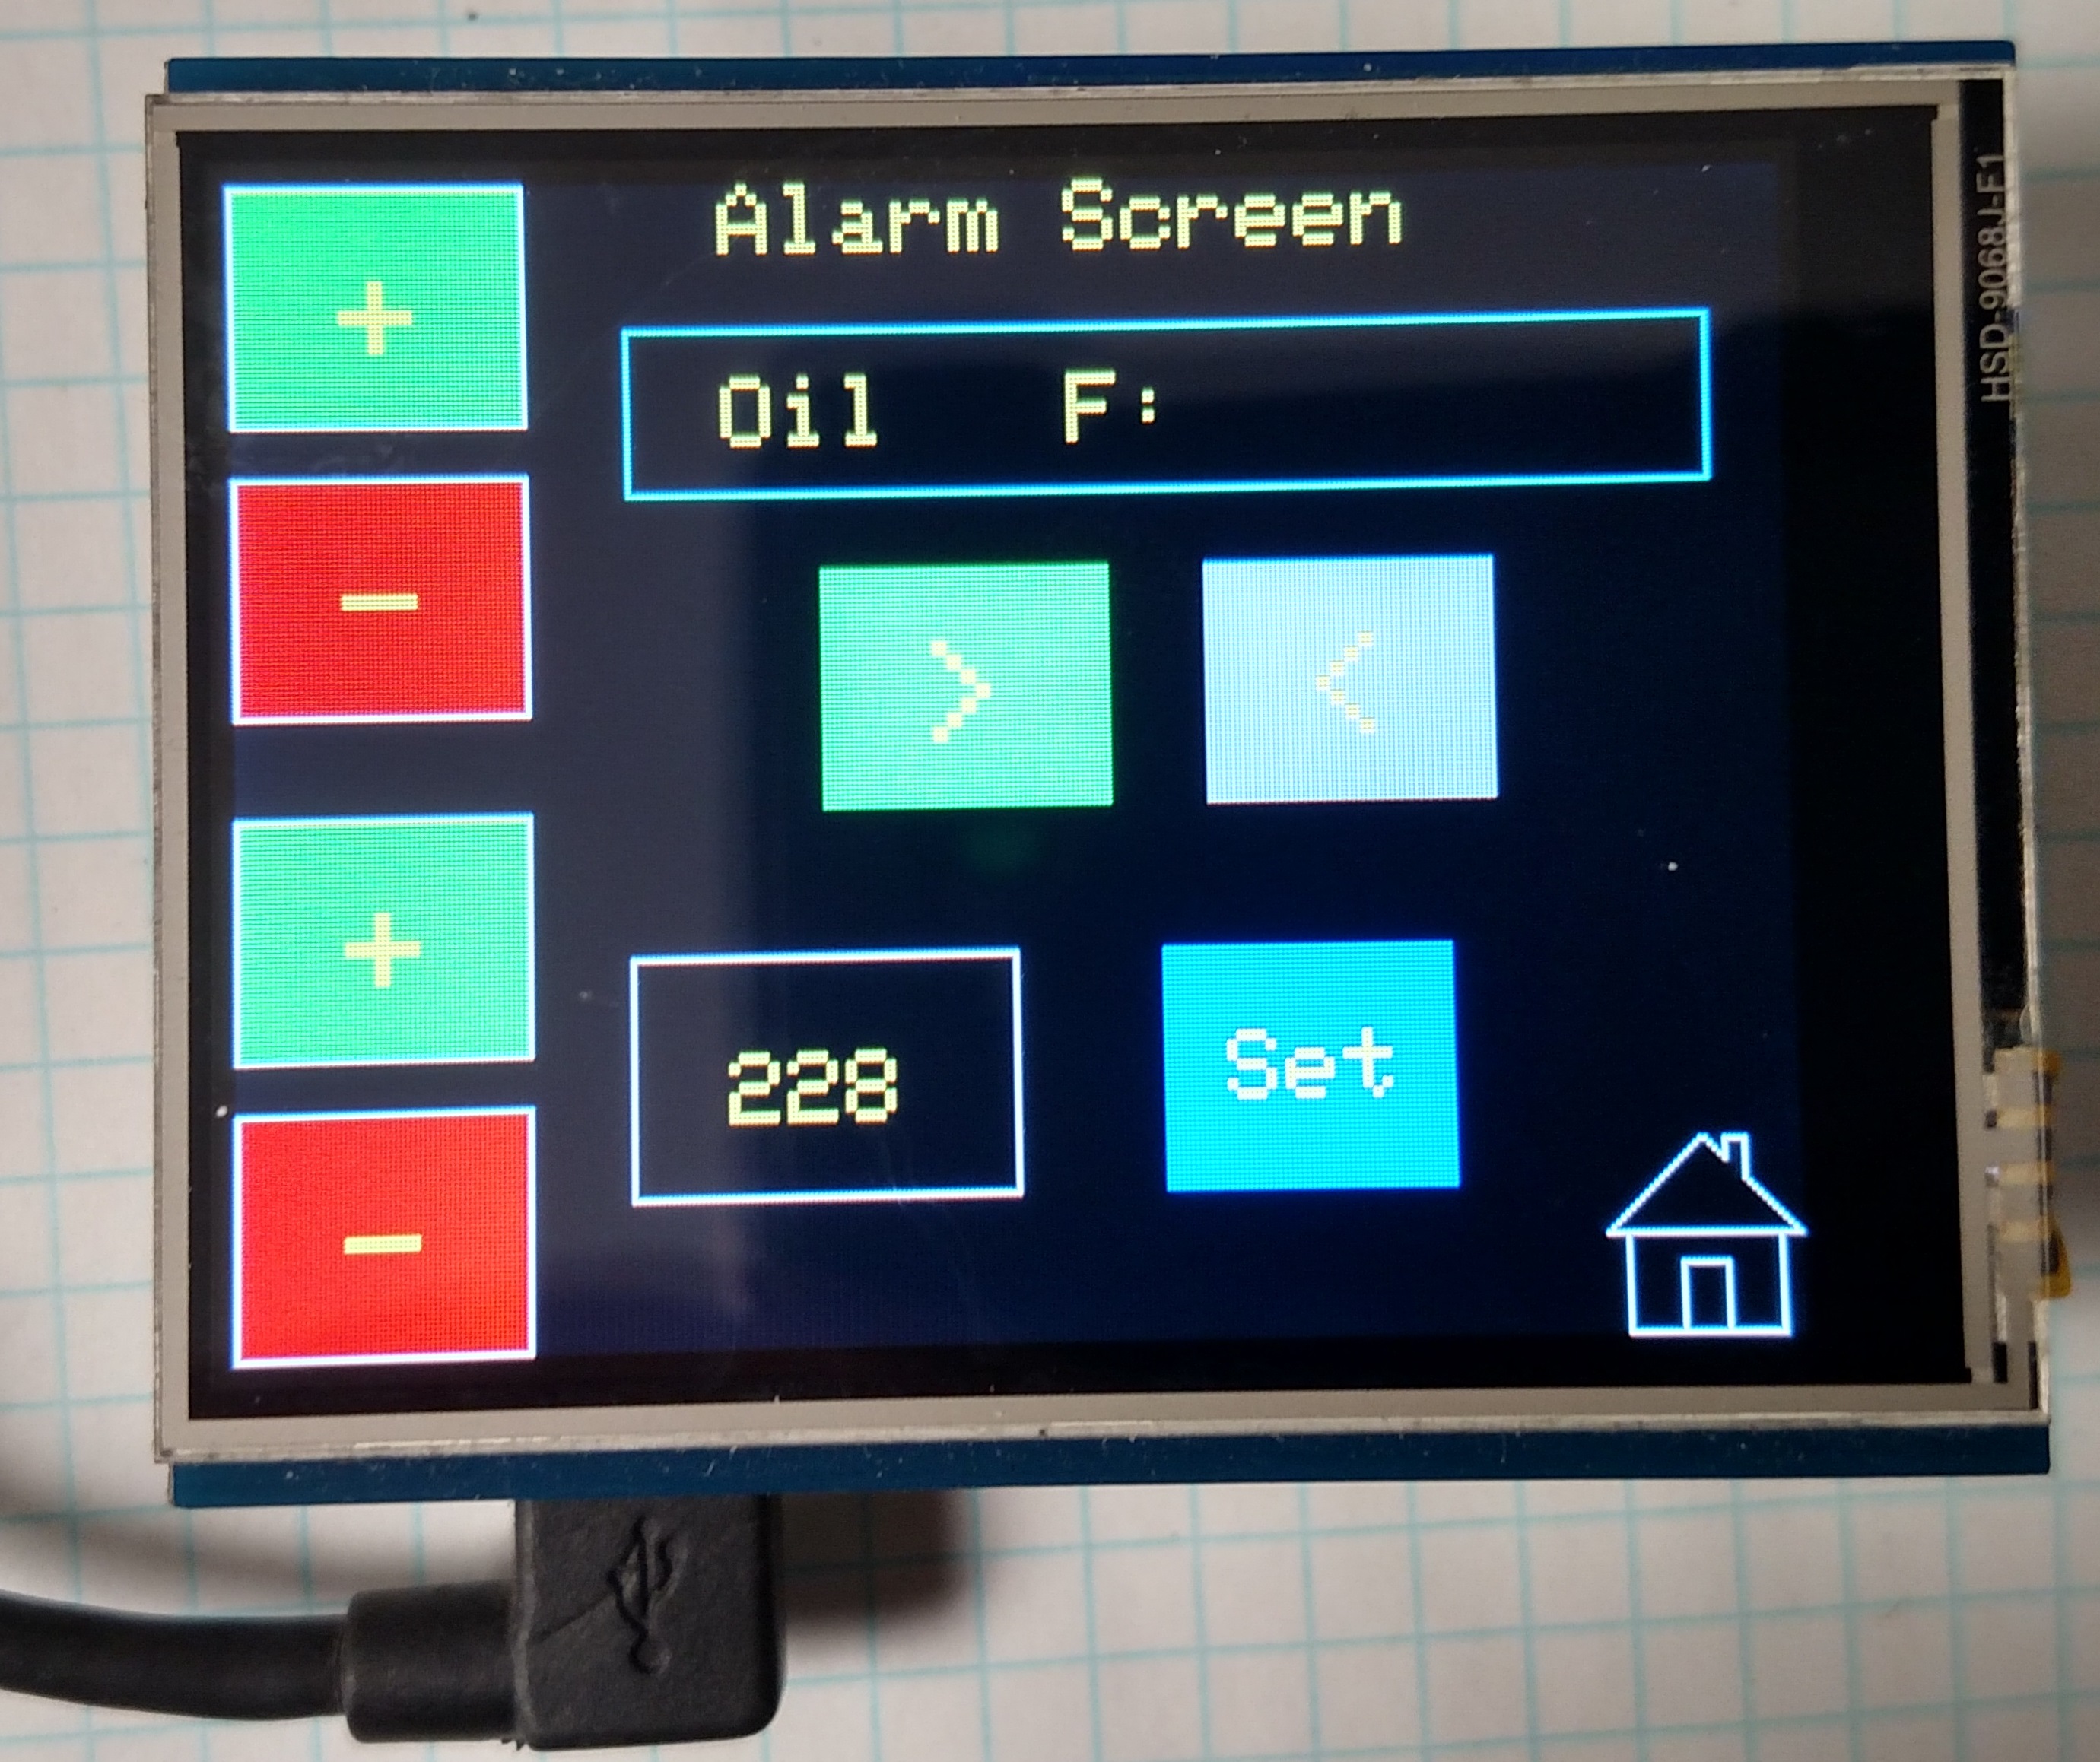 Alarm Screen
+
Oil F:
-
> <
+
228 Set
-
HSD-9068J-F1